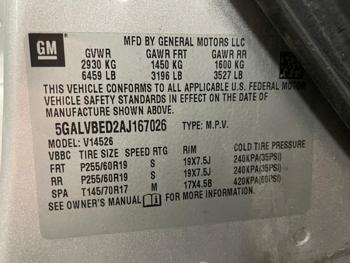 GM
MFD BY GENERAL MOTORS LLC
GVWR GAWR FRT GAWR RR
2930 KG 1450 KG 1600 KG
6459 LB 3196 LB 3527 LB
THIS VEHICLE CONFORMS TO ALL APPLICABLE U.S. FEDERAL MOTOR
VEHICLE SAFETY AND THEFT PREVENTION STANDARDS
IN EFFECT ON THE DATE OF
MANUFACTURE SHOWN ABOVE.
5GALVBED2AJ167026 TYPE: M.P.V.
MODEL: V14526
VBBC TIRE SIZE SPEED RTG RIM COLD TIRE PRESSURE
FRT P255/60R19 S 19X7.5J 240KPA(35PSI)
RR P255/60R19 S 19X7.5J 240KPA(35PSI)
SPA T145/70R17 M 17X4.5B 420KPA(60PSI)
SEE OWNER'S MANUAL FOR MORE INFORMATION.